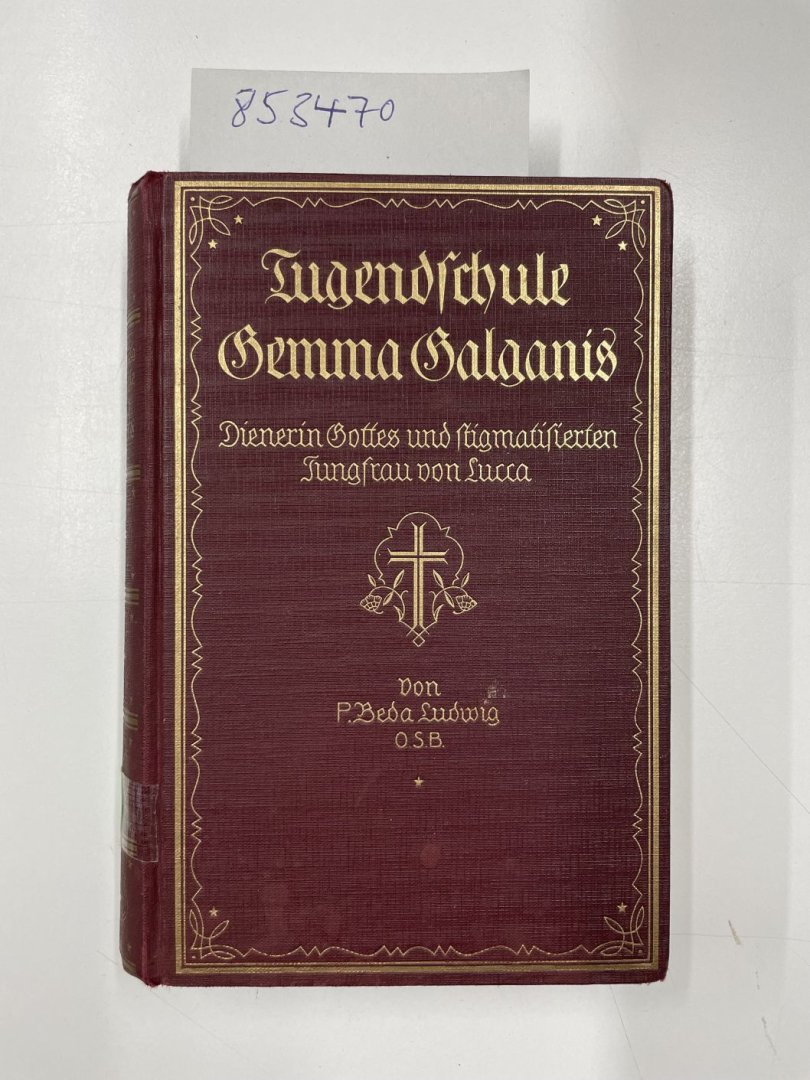 853470
Tugendſchule
Gemma Galganis
Dienerin Gottes und ſtigmatiſierten
Jungfrau von Lucca
von
P. Beda Ludwig
O.S.B.